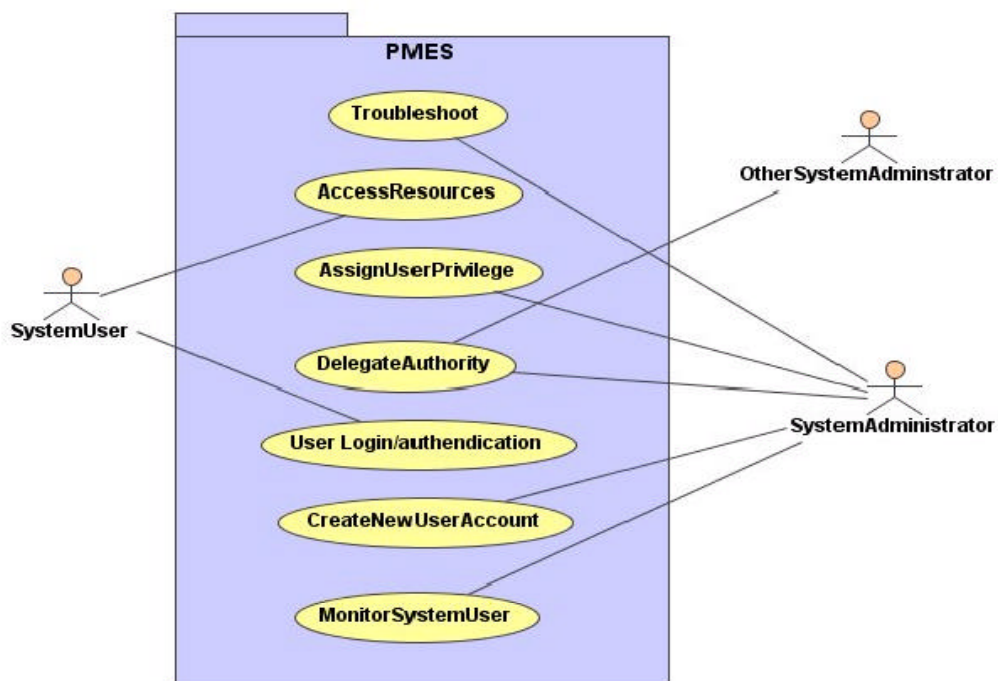 PMES
Troubleshoot
AccessResources
OtherSystemAdminstrator
AssignUserPrivilege
SystemUser
DelegateAuthority
SystemAdministrator
User Login/authendication
CreateNewUserAccount
MonitorSystemUser